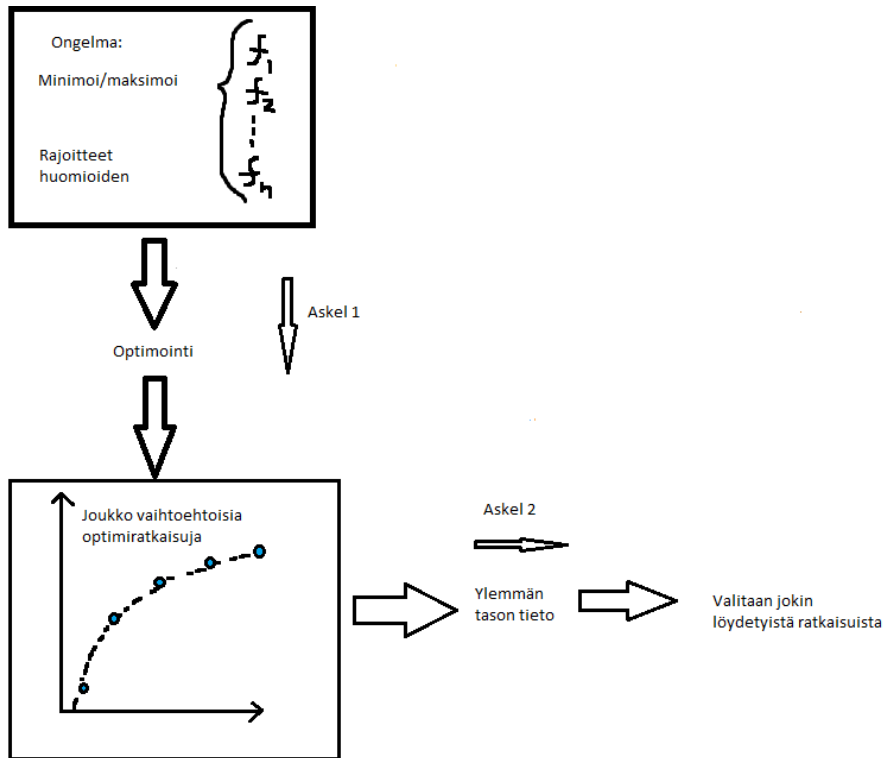 Ongelma:
Minimoi/maksimoi
Rajoitteet
huomioiden
f1
f2
fn
Askel 1
Optimointi
Joukko vaihtoehtoisia
optimiratkaisuja
Askel 2
Ylemmän
tason tieto
Valitaan jokin
löydetyistä ratkaisuista